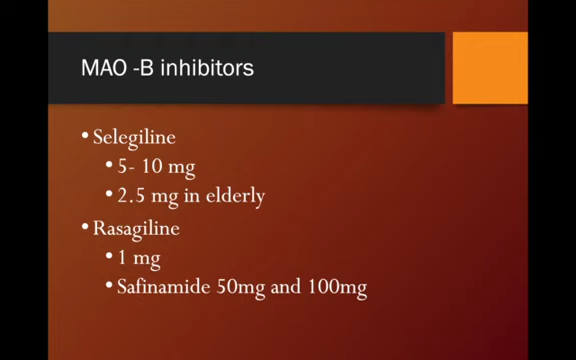 MAO -B inhibitors
•Selegiline
•5- 10 mg
•2.5 mg in elderly
•Rasagiline
•1 mg
•Safinamide 50mg and 100mg